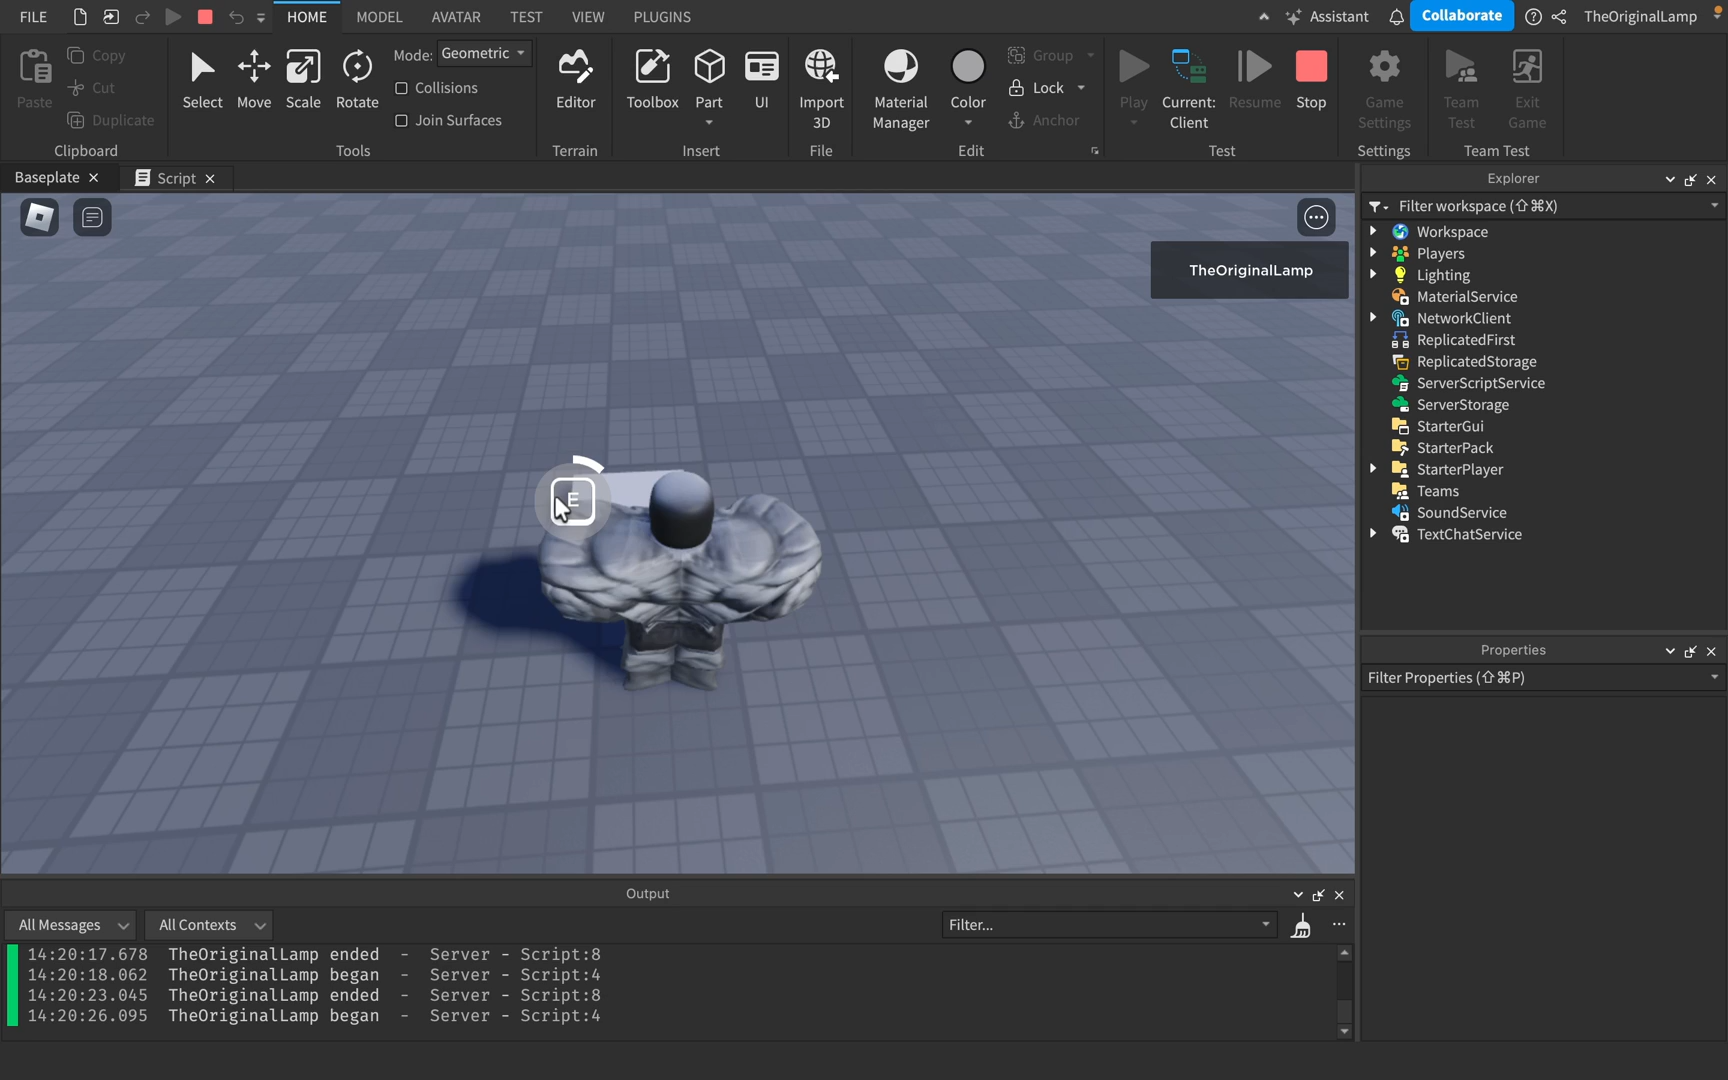 FILE
HOME
MODEL
AVATAR
TEST
VIEW
PLUGINS
Assistant
Collaborate
TheOriginalLamp
Paste
Copy
Cut
Duplicate
Clipboard
Select
Move
Scale
Rotate
Mode: Geometric
Collisions
Join Surfaces
Tools
Editor
Terrain
Toolbox
Part
UI
Insert
Import
3D
File
Material
Manager
Color
Group
Lock
Anchor
Edit
Play
Current:
Client
Resume
Stop
Test
Game
Settings
Settings
Team
Test
Exit
Game
Team Test
Baseplate
Script
TheOriginalLamp
E
Explorer
Filter workspace (⇧⌘X)
Workspace
Players
Lighting
MaterialService
NetworkClient
ReplicatedFirst
ReplicatedStorage
ServerScriptService
ServerStorage
StarterGui
StarterPack
StarterPlayer
Teams
SoundService
TextChatService
Properties
Filter Properties (⇧⌘P)
Output
All Messages
All Contexts
Filter...
14:20:17.678 TheOriginalLamp ended - Server - Script:8
14:20:18.062 TheOriginalLamp began - Server - Script:4
14:20:23.045 TheOriginalLamp ended - Server - Script:8
14:20:26.095 TheOriginalLamp began - Server - Script:4